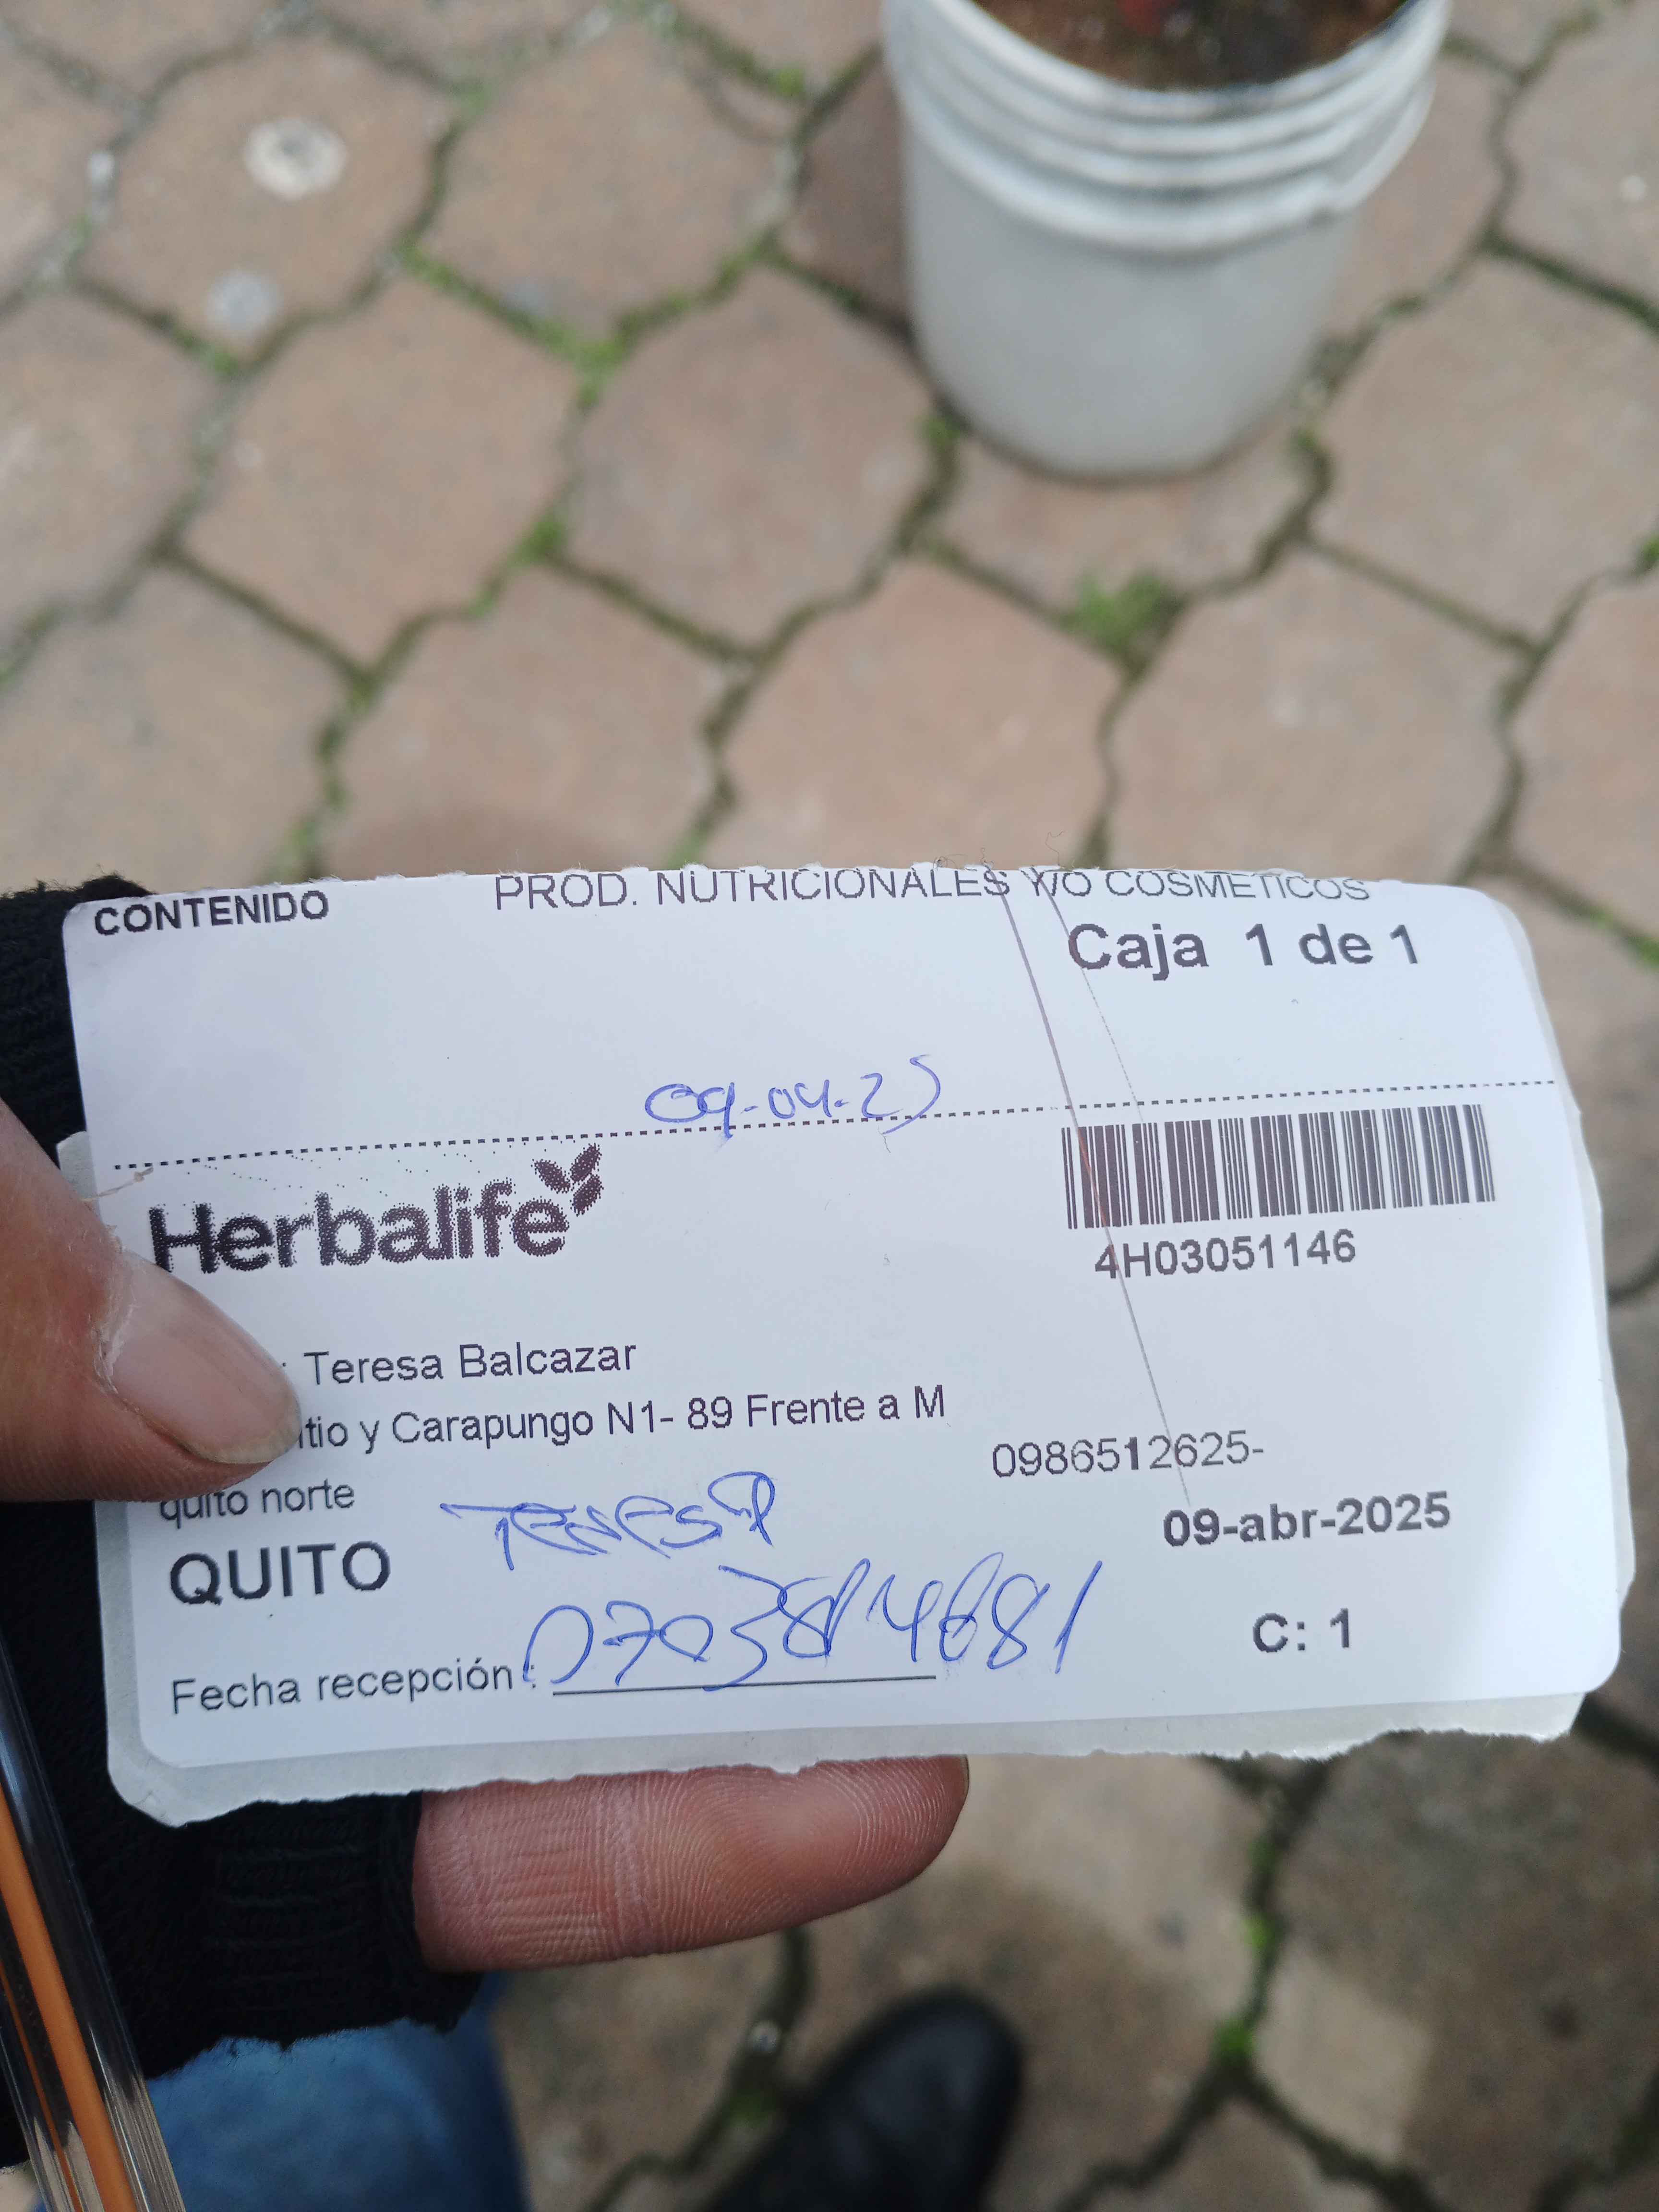 CONTENIDO PROD. NUTRICIONALES Y/O COSMETICOS
Caja 1 de 1
09-04-25
Herbalife
4H03051146
: Teresa Balcazar
tio y Carapungo N1- 89 Frente a M
0986512625-
quito norte
Teresa
09-abr-2025
QUITO
C: 1
Fecha recepción :